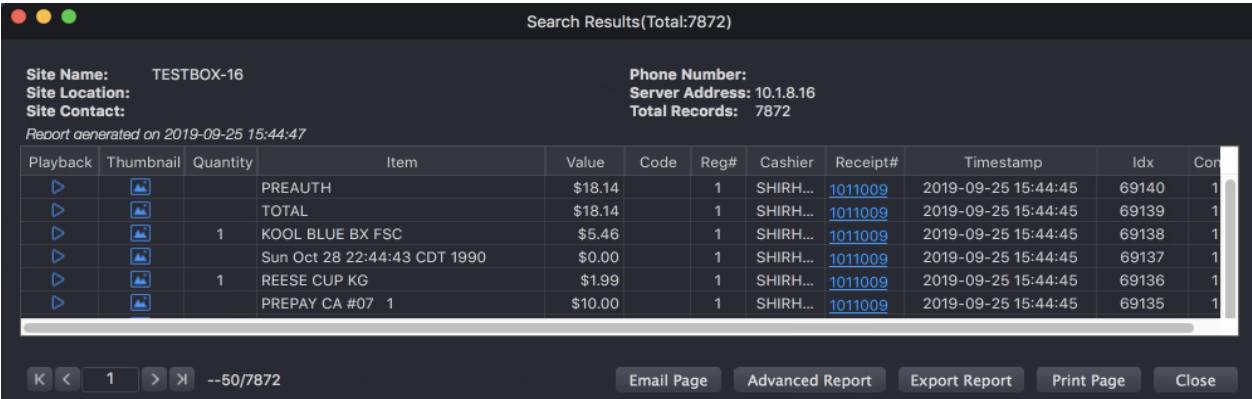 Search Results(Total:7872)
Site Name: TESTBOX-16
Site Location:
Site Contact:
Phone Number:
Server Address: 10.1.8.16
Total Records: 7872
Report generated on 2019-09-25 15:44:47
Playback Thumbnail Quantity Item Value Code Reg# Cashier Receipt# Timestamp Idx Con
PREAUTH $18.14 1 SHIRH... 1011009 2019-09-25 15:44:45 69140 1
TOTAL $18.14 1 SHIRH... 1011009 2019-09-25 15:44:45 69139 1
1 KOOL BLUE BX FSC $5.46 1 SHIRH... 1011009 2019-09-25 15:44:45 69138 1
Sun Oct 28 22:44:43 CDT 1990 $0.00 1 SHIRH... 1011009 2019-09-25 15:44:45 69137 1
1 REESE CUP KG $1.99 1 SHIRH... 1011009 2019-09-25 15:44:45 69136 1
PREPAY CA #07 1 $10.00 1 SHIRH... 1011009 2019-09-25 15:44:45 69135 1
1 --50/7872 Email Page Advanced Report Export Report Print Page Close